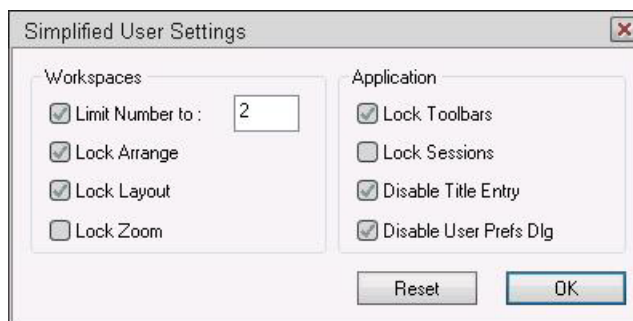 Simplified User Settings
Workspaces
Limit Number to : 2
Lock Arrange
Lock Layout
Lock Zoom
Application
Lock Toolbars
Lock Sessions
Disable Title Entry
Disable User Prefs Dlg
Reset
OK